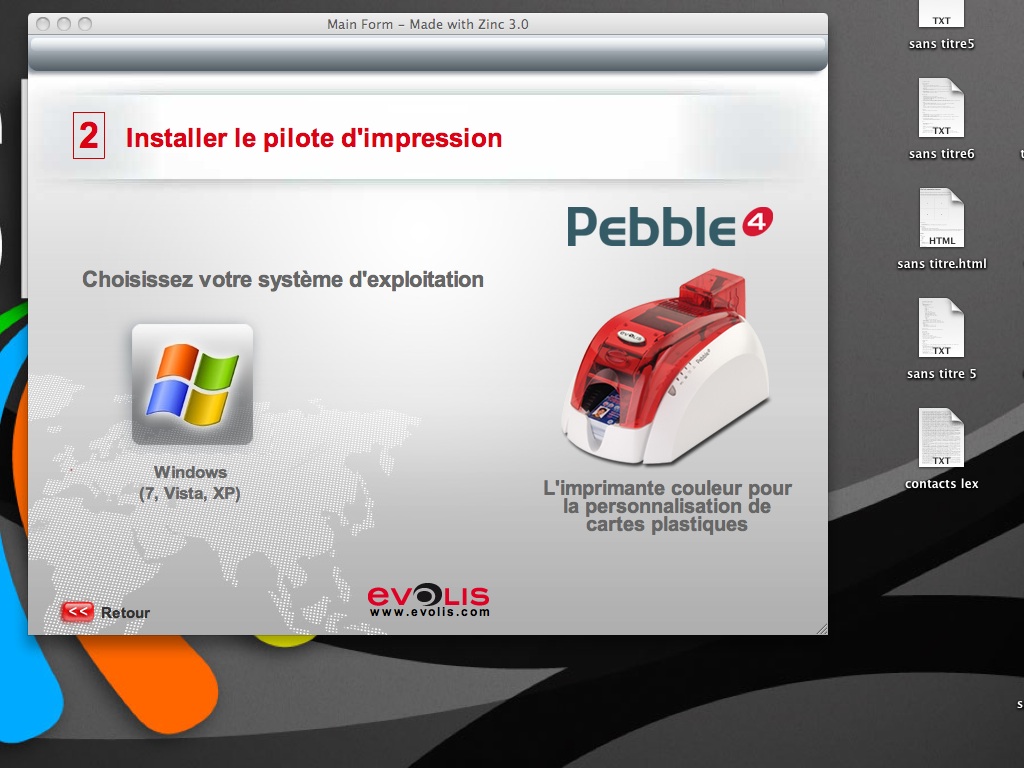 Main Form - Made with Zinc 3.0
2 Installer le pilote d'impression
Pebble 4
Choisissez votre système d'exploitation
evolis
Pebble
Windows
(7, Vista, XP)
L'imprimante couleur pour
la personnalisation de
cartes plastiques
<< Retour
evolis
www.evolis.com
TXT
sans titre5
TXT
sans titre6
HTML
sans titre.html
TXT
sans titre 5
TXT
contacts lex